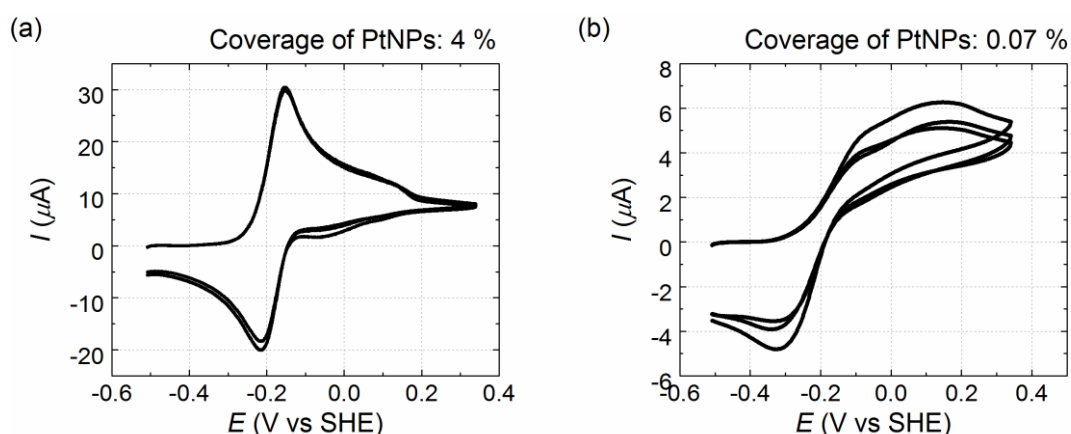 (a)
Coverage of PtNPs: 4 %
I (μA)
30
20
10
0
-10
-20
-0.6 -0.4 -0.2 0.0 0.2 0.4
E (V vs SHE)
(b)
Coverage of PtNPs: 0.07 %
I (μA)
8
6
4
2
0
-2
-4
-6
-0.6 -0.4 -0.2 0.0 0.2 0.4
E (V vs SHE)